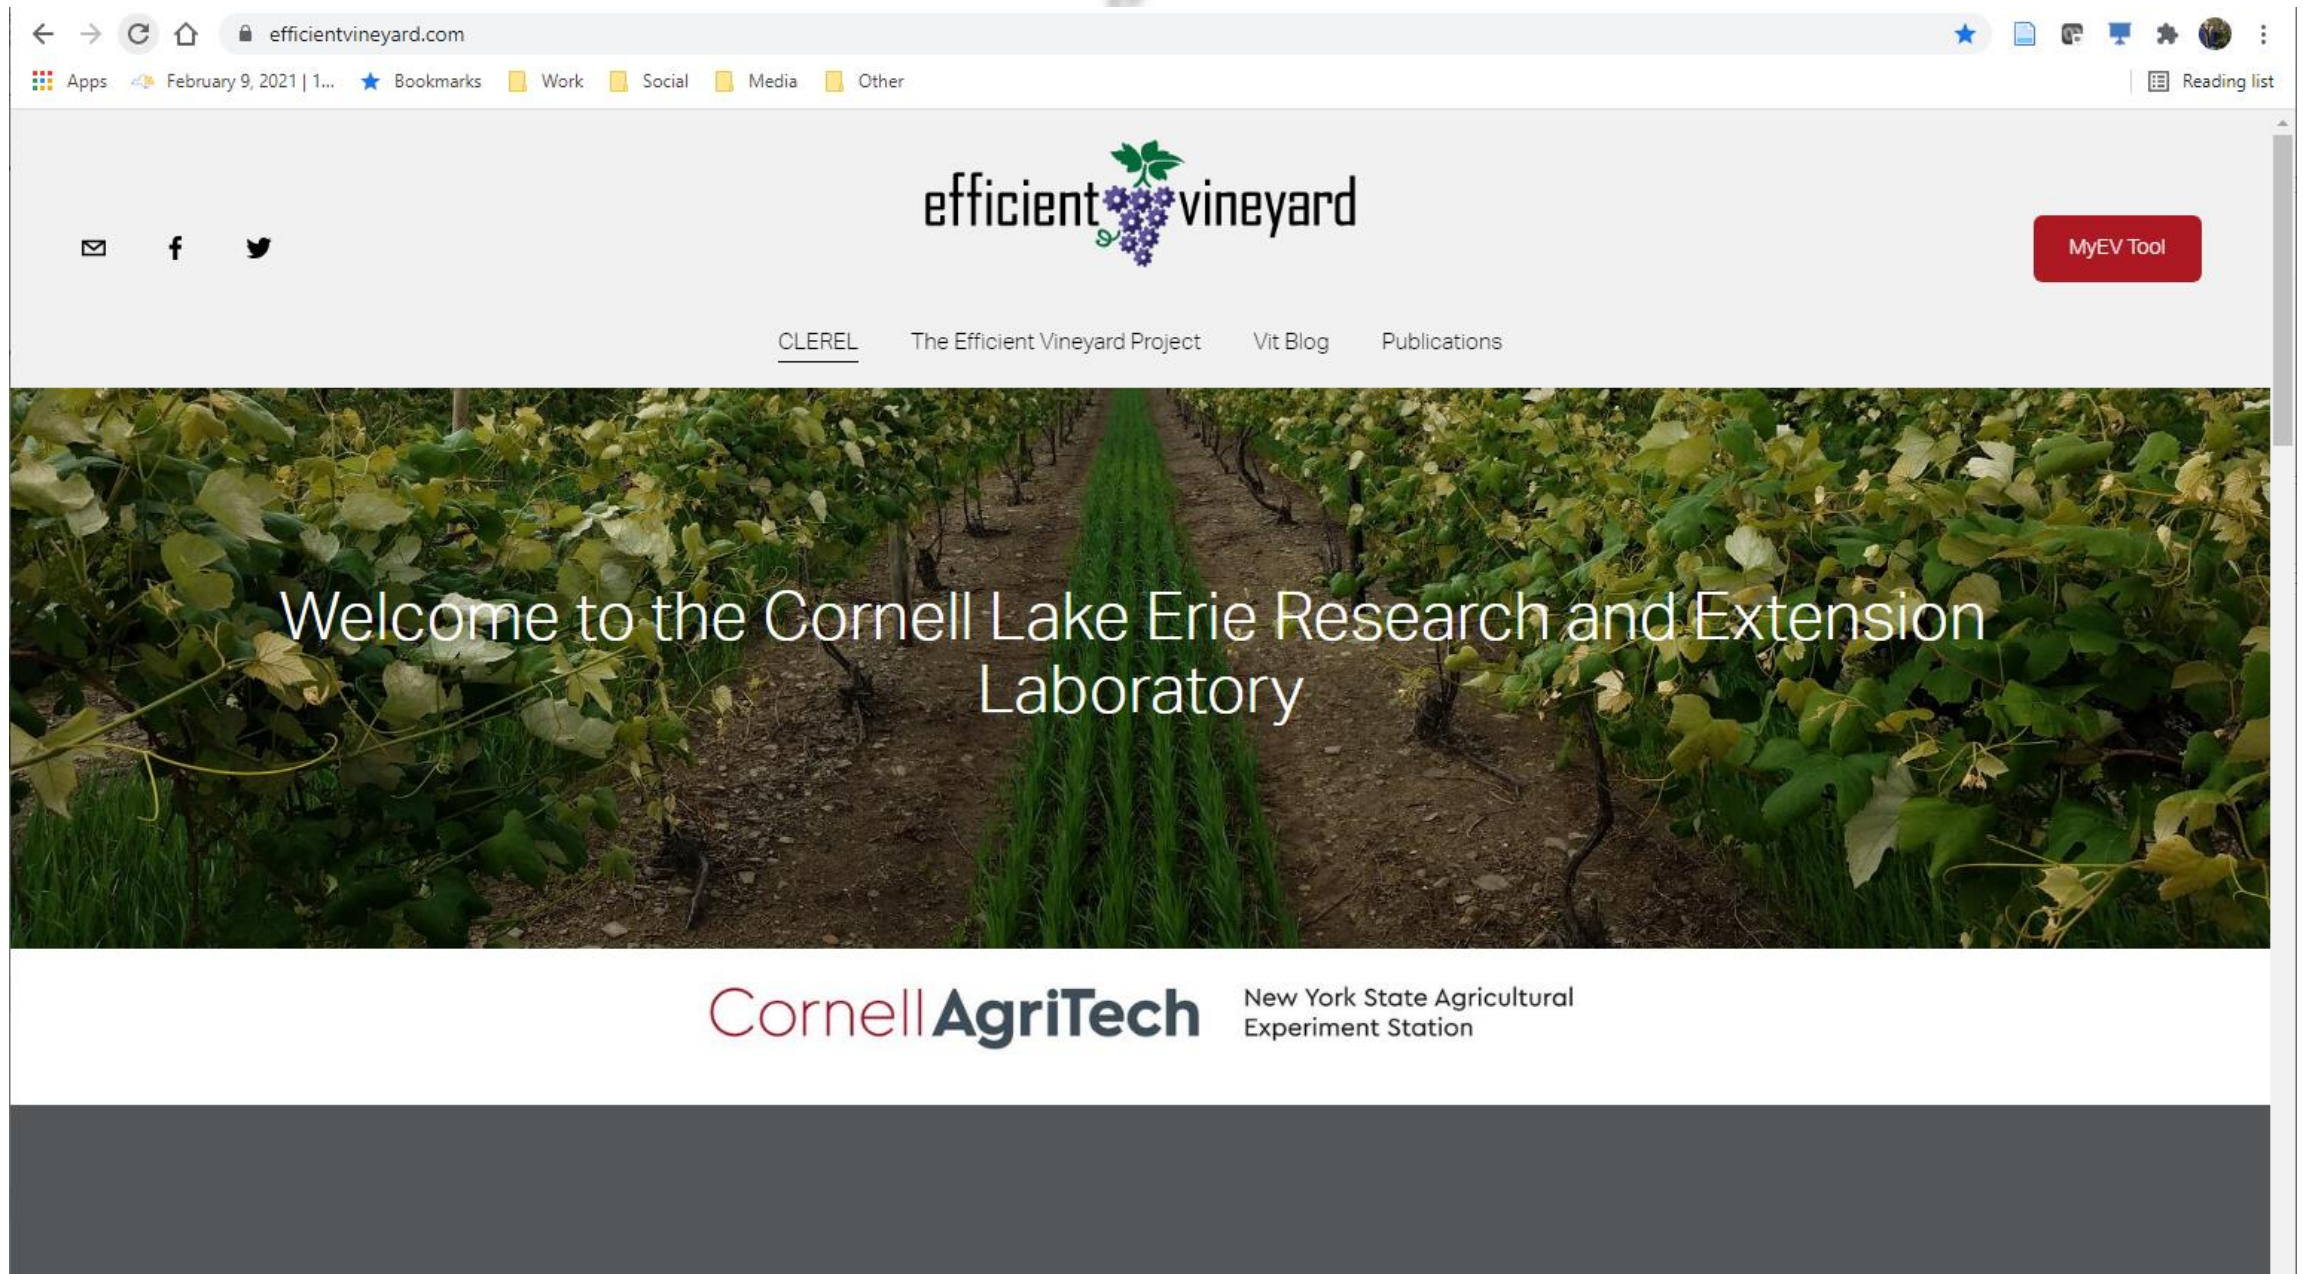 efficientvineyard.com
Apps February 9, 2021 | 1... Bookmarks Work Social Media Other Reading list
efficient vineyard
MyEV Tool
CLEREL The Efficient Vineyard Project Vit Blog Publications
Welcome to the Cornell Lake Erie Research and Extension
Laboratory
Cornell AgriTech
New York State Agricultural
Experiment Station